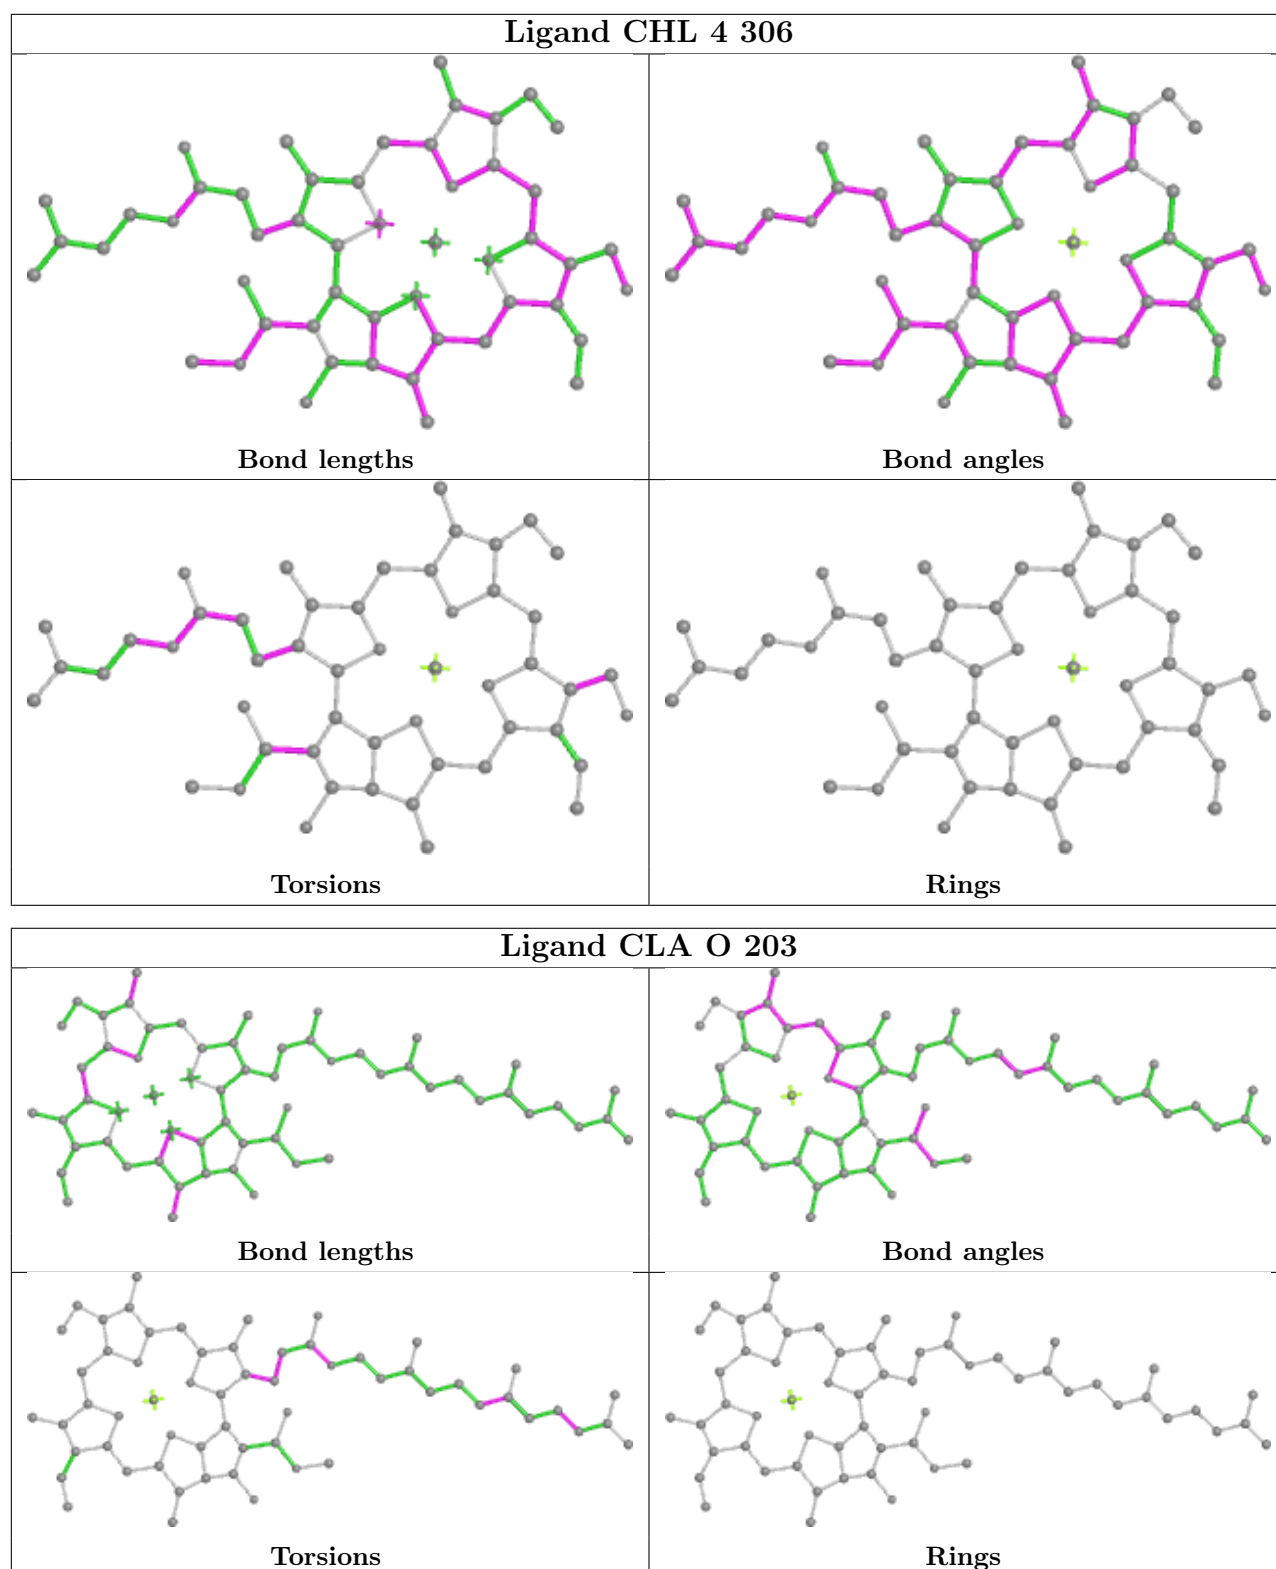 Ligand CHL 4 306
Bond lengths
Bond angles
Torsions
Rings
Ligand CLA O 203
Bond lengths
Bond angles
Torsions
Rings